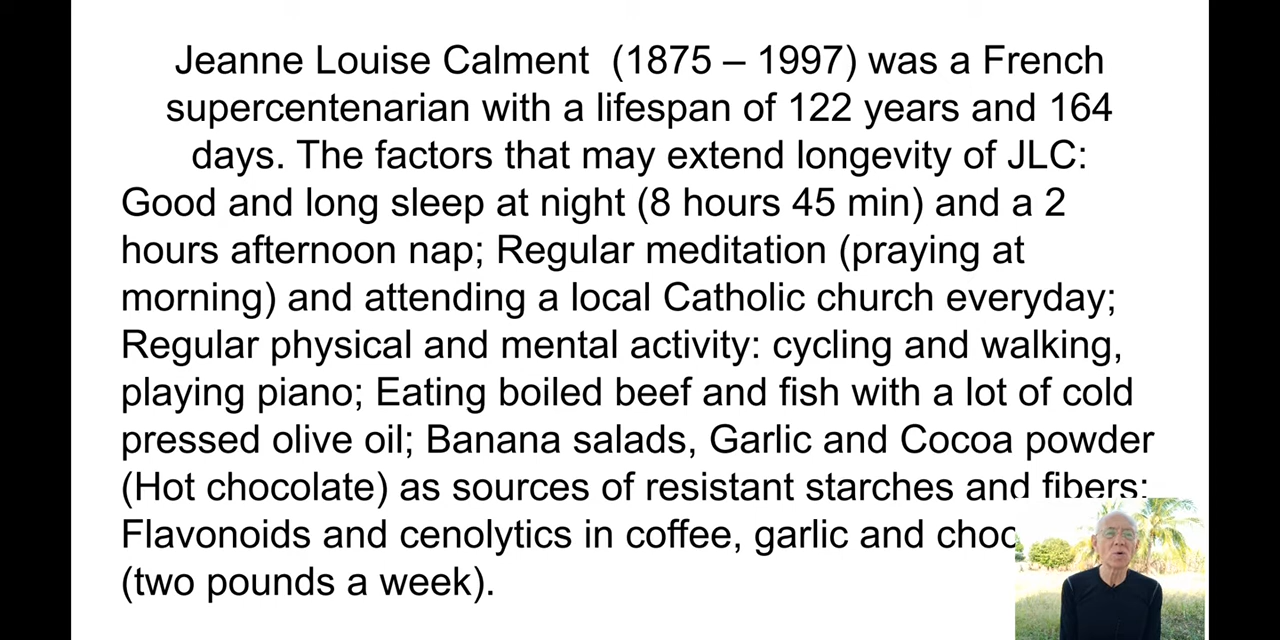 Jeanne Louise Calment (1875 – 1997) was a French
supercentenarian with a lifespan of 122 years and 164
days. The factors that may extend longevity of JLC:
Good and long sleep at night (8 hours 45 min) and a 2
hours afternoon nap; Regular meditation (praying at
morning) and attending a local Catholic church everyday;
Regular physical and mental activity: cycling and walking,
playing piano; Eating boiled beef and fish with a lot of cold
pressed olive oil; Banana salads, Garlic and Cocoa powder
(Hot chocolate) as sources of resistant starches and fibers;
Flavonoids and cenolytics in coffee, garlic and
(two pounds a week).